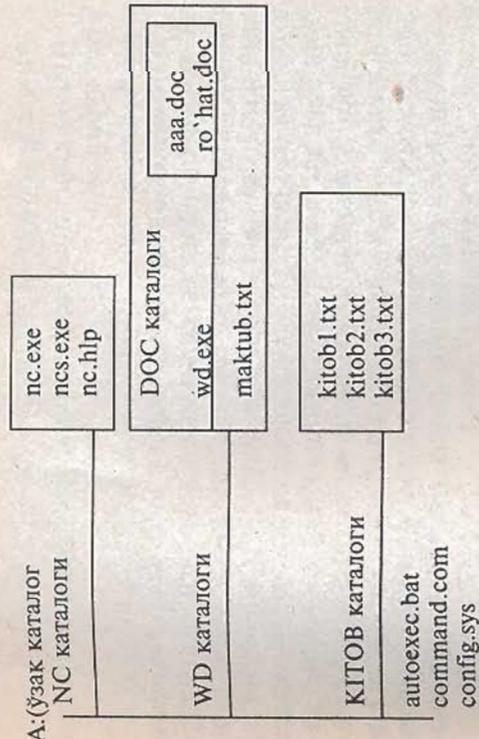 A:(ўзак каталог
NC каталоги
nc.exe
ncs.exe
nc.hlp
WD каталоги
DOC каталоги
wd.exe
maktub.txt
aaa.doc
ro`hat.doc
KITOB каталоги
kitob1.txt
kitob2.txt
kitob3.txt
autoexec.bat
command.com
config.sys